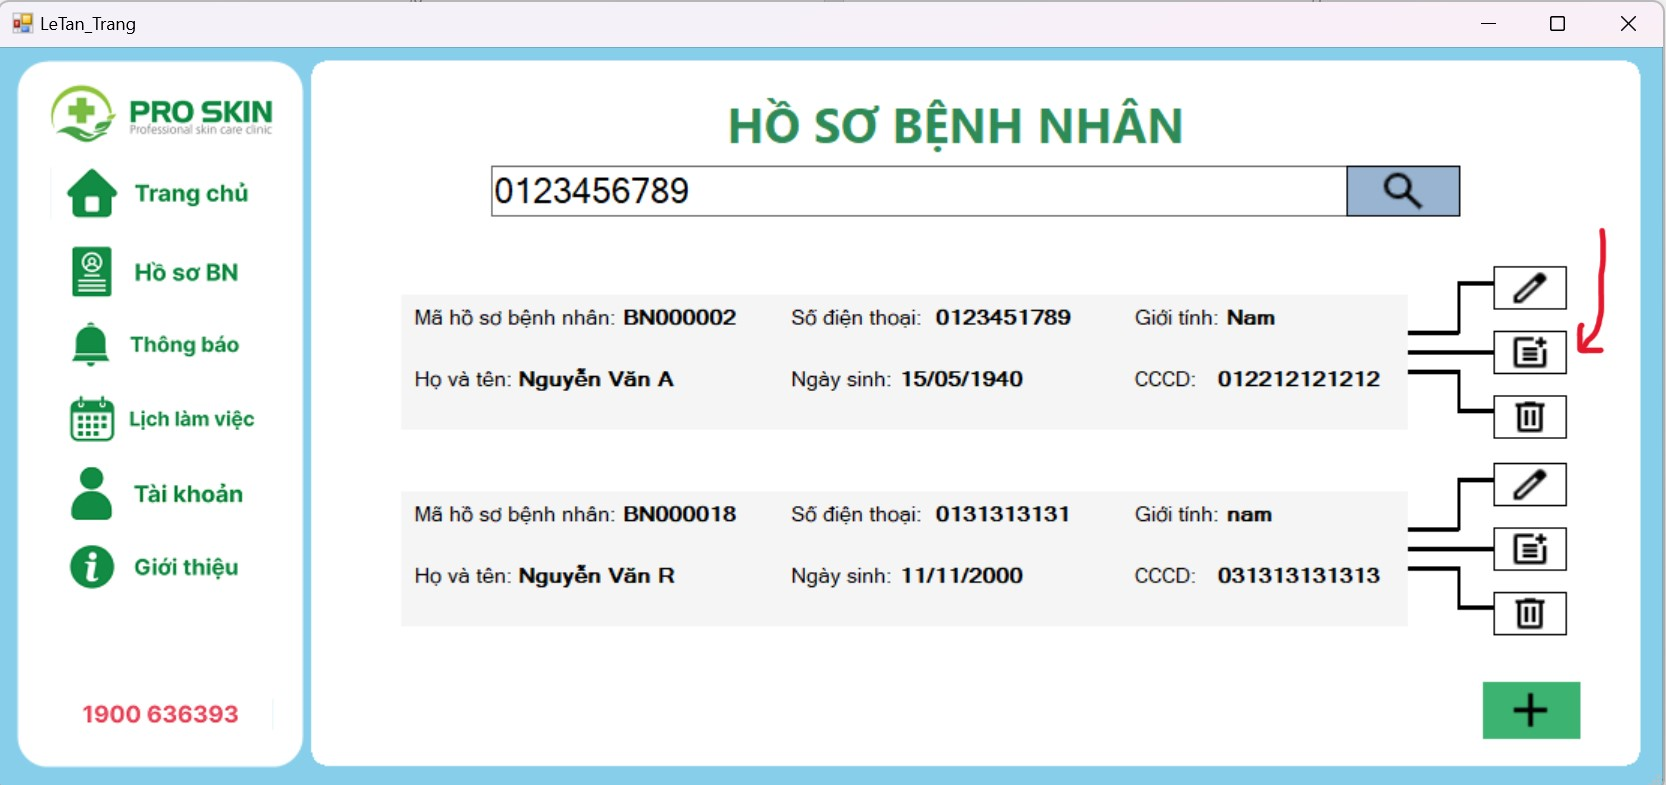 LeTan_Trang
PRO SKIN
Professional skin care clinic
Trang chủ
Hồ sơ BN
Thông báo
Lịch làm việc
Tài khoản
Giới thiệu
1900 636393
HỒ SƠ BỆNH NHÂN
0123456789
Mã hồ sơ bệnh nhân: BN000002 Số điện thoại: 0123451789 Giới tính: Nam
Họ và tên: Nguyễn Văn A Ngày sinh: 15/05/1940 CCCD: 012212121212
Mã hồ sơ bệnh nhân: BN000018 Số điện thoại: 0131313131 Giới tính: nam
Họ và tên: Nguyễn Văn R Ngày sinh: 11/11/2000 CCCD: 031313131313